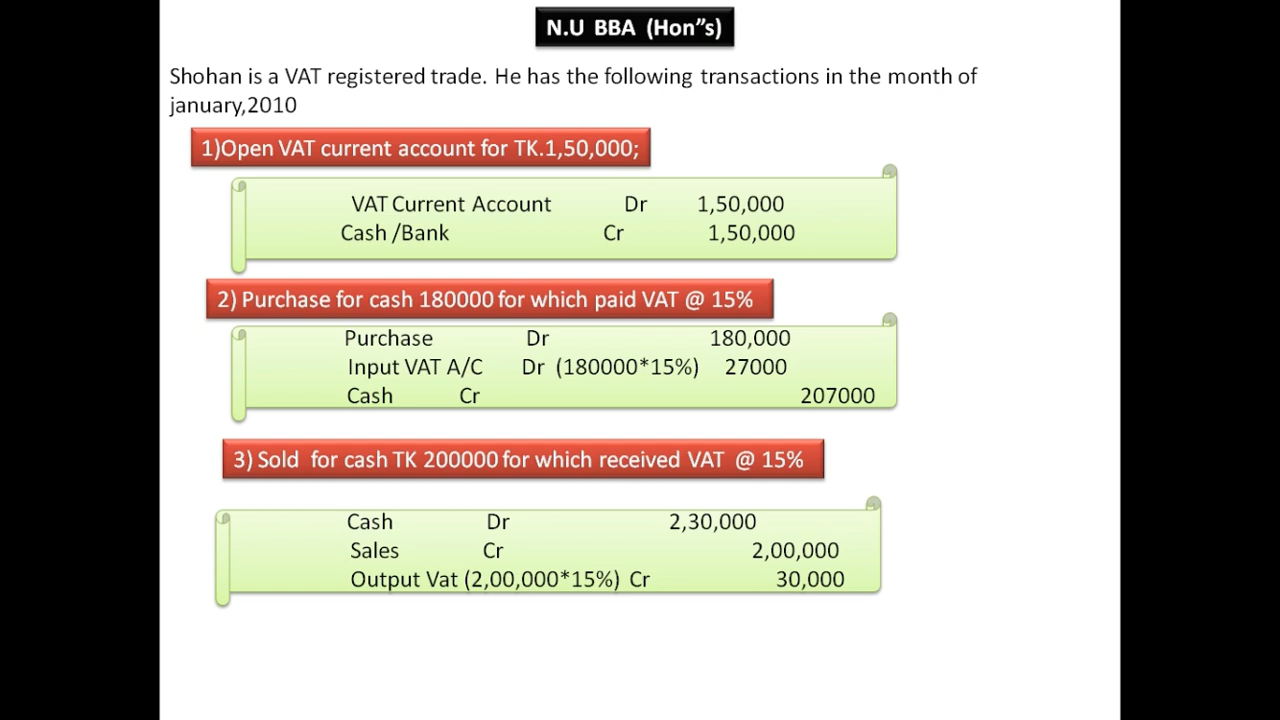 N.U BBA (Hon”s)
Shohan is a VAT registered trade. He has the following transactions in the month of
january,2010
1)Open VAT current account for TK.1,50,000;
VAT Current Account Dr 1,50,000
Cash /Bank Cr 1,50,000
2) Purchase for cash 180000 for which paid VAT @ 15%
Purchase Dr 180,000
Input VAT A/C Dr (180000*15%) 27000
Cash Cr 207000
3) Sold for cash TK 200000 for which received VAT @ 15%
Cash Dr 2,30,000
Sales Cr 2,00,000
Output Vat (2,00,000*15%) Cr 30,000